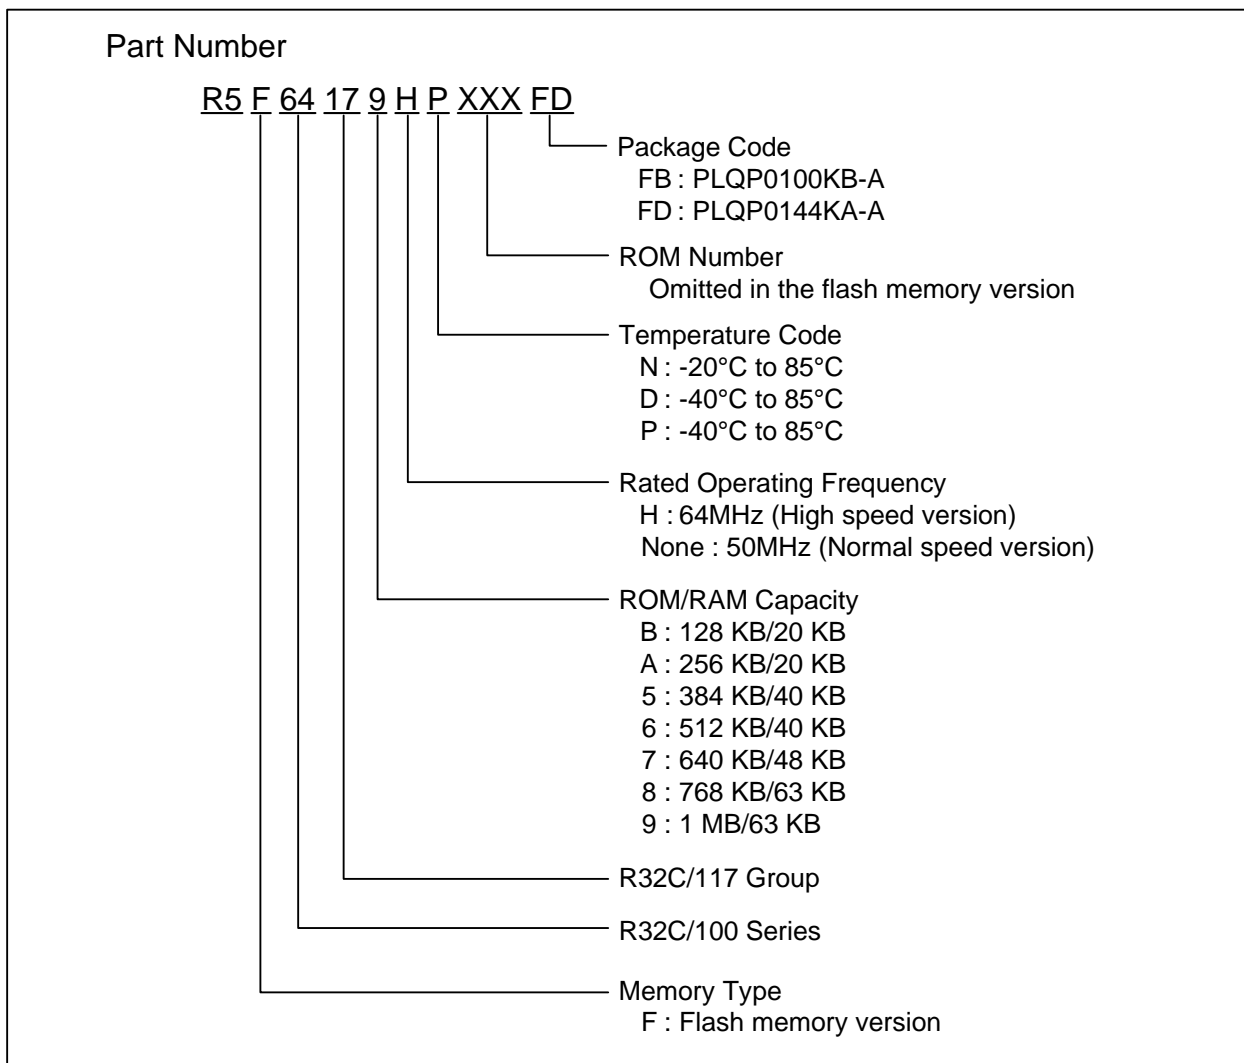 Part Number
R5 F 64 17 9 H P XXX FD
Package Code
FB : PLQP0100KB-A
FD : PLQP0144KA-A
ROM Number
Omitted in the flash memory version
Temperature Code
N : -20°C to 85°C
D : -40°C to 85°C
P : -40°C to 85°C
Rated Operating Frequency
H : 64MHz (High speed version)
None : 50MHz (Normal speed version)
ROM/RAM Capacity
B : 128 KB/20 KB
A : 256 KB/20 KB
5 : 384 KB/40 KB
6 : 512 KB/40 KB
7 : 640 KB/48 KB
8 : 768 KB/63 KB
9 : 1 MB/63 KB
R32C/117 Group
R32C/100 Series
Memory Type
F : Flash memory version